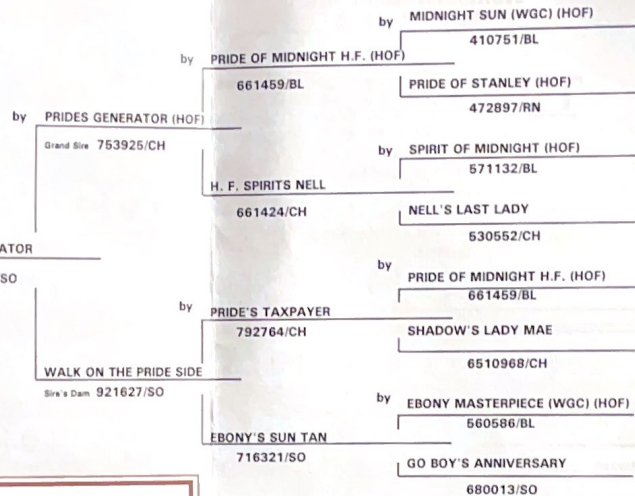 by MIDNIGHT SUN (WGC) (HOF)
410751/BL
by PRIDE OF MIDNIGHT H.F. (HOF)
661459/BL
PRIDE OF STANLEY (HOF)
472897/RN
by PRIDES GENERATOR (HOF)
Grand Sire 753925/CH
by SPIRIT OF MIDNIGHT (HOF)
571132/BL
H. F. SPIRITS NELL
661424/CH
NELL'S LAST LADY
530552/CH
ATOR
SO
by PRIDE OF MIDNIGHT H.F. (HOF)
661459/BL
by PRIDE'S TAXPAYER
792764/CH
SHADOW'S LADY MAE
6510968/CH
WALK ON THE PRIDE SIDE
Sire's Dam 921627/SO
by EBONY MASTERPIECE (WGC) (HOF)
560586/BL
EBONY'S SUN TAN
716321/SO
GO BOY'S ANNIVERSARY
680013/SO